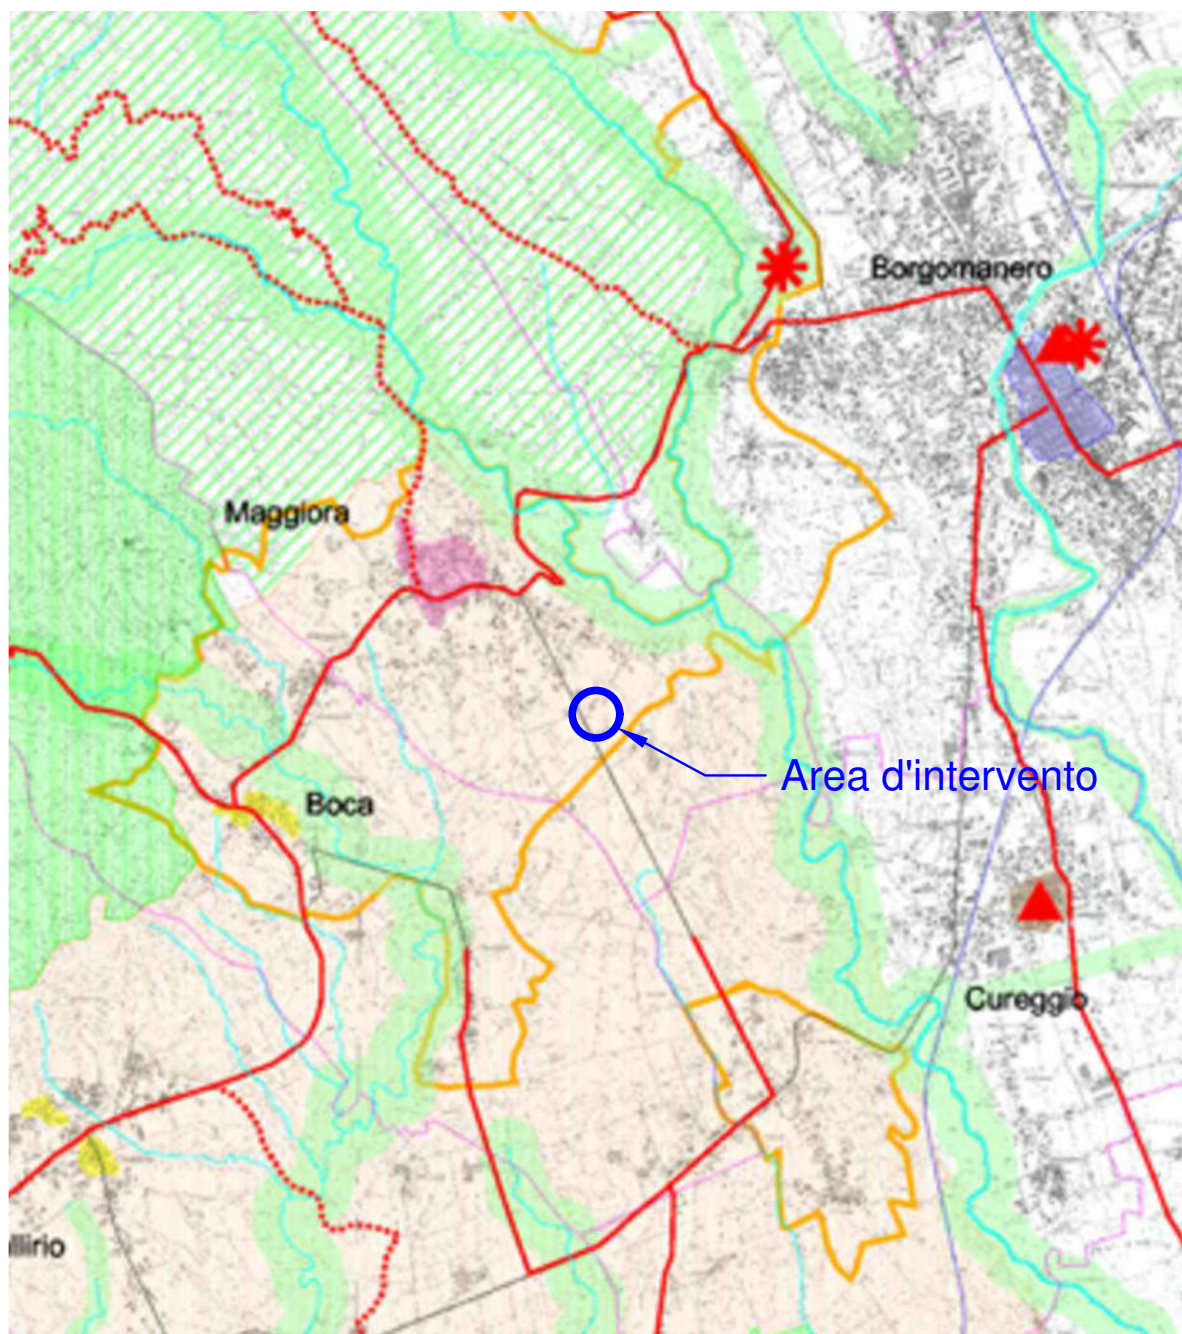 Borgomanero
Maggiora
Area d'intervento
Boca
Cureggio
llirio